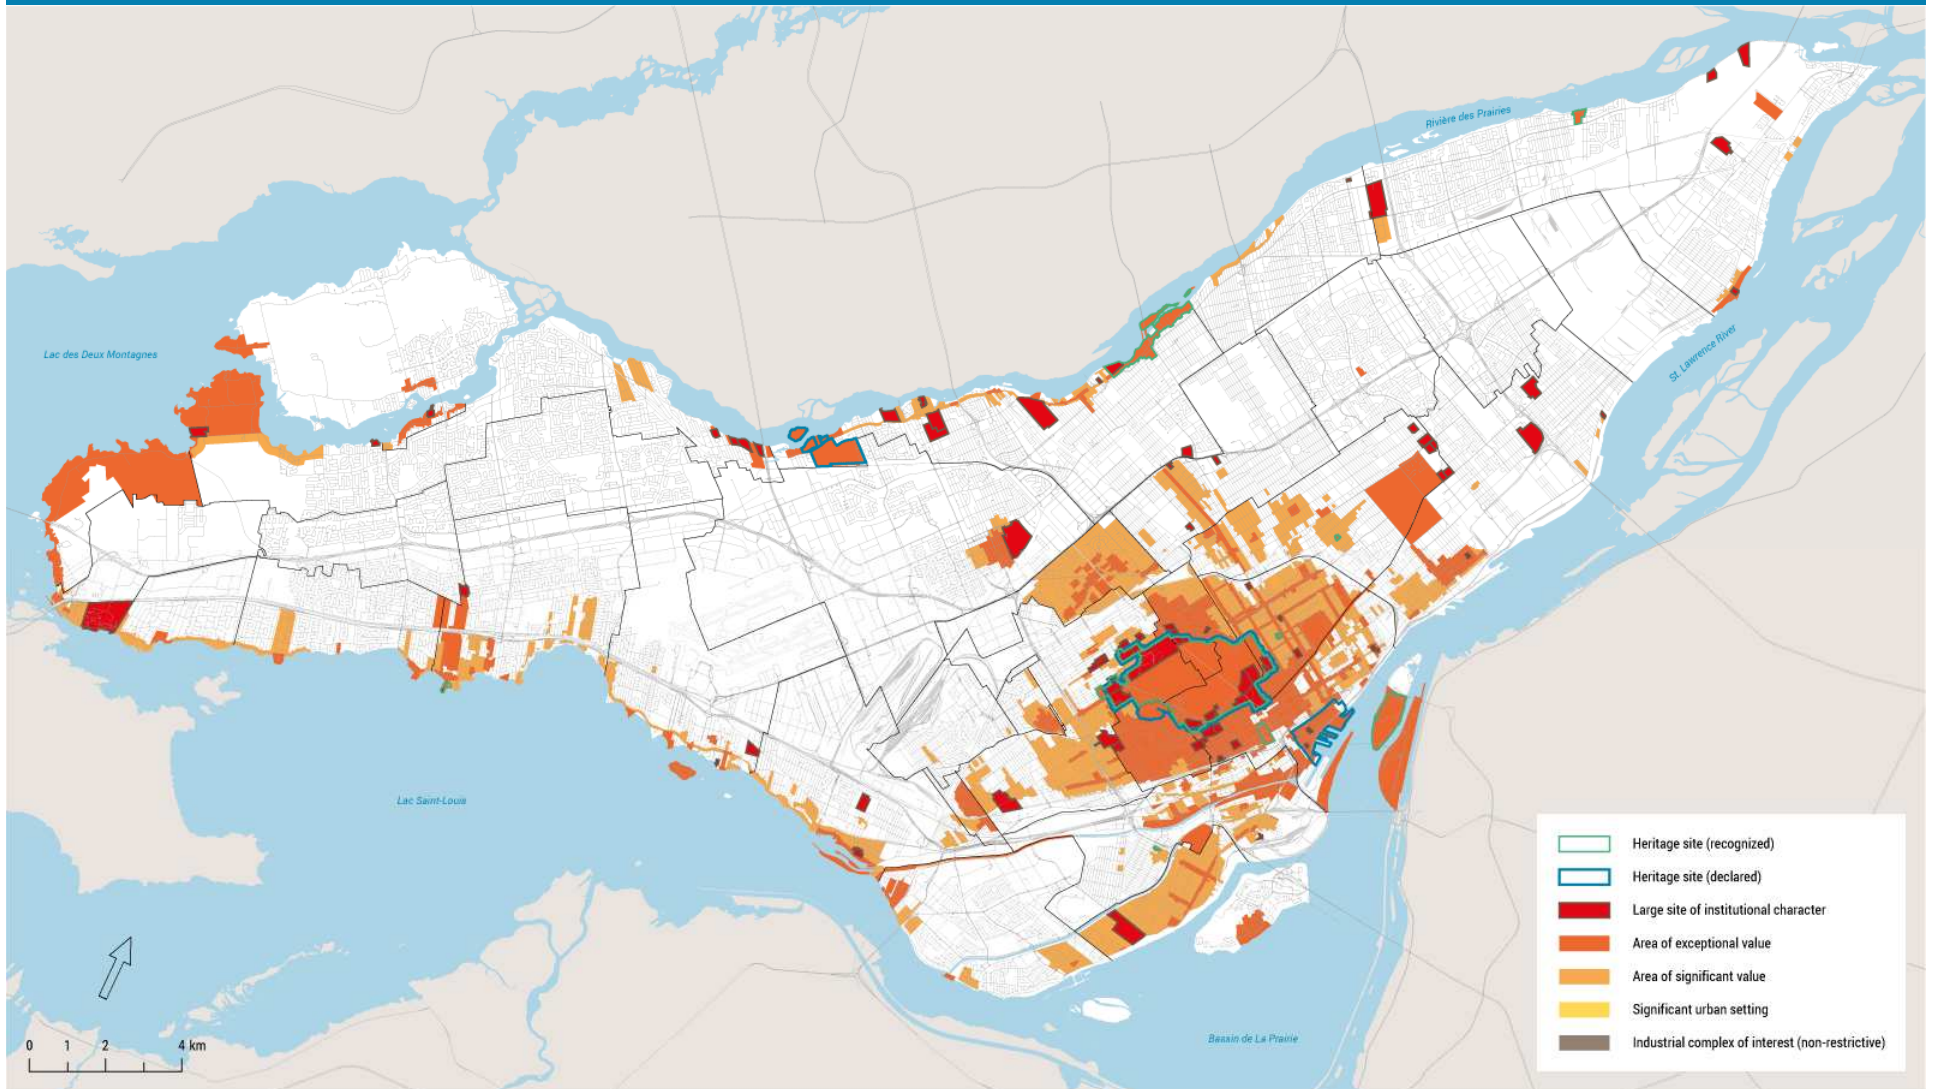 Rivière des Prairies
Lac des Deux Montagnes
St. Lawrence River
Lac Saint-Louis
Bassin de La Prairie
Heritage site (recognized)
Heritage site (declared)
Large site of institutional character
Area of exceptional value
Area of significant value
Significant urban setting
Industrial complex of interest (non-restrictive)
0 1 2 4 km